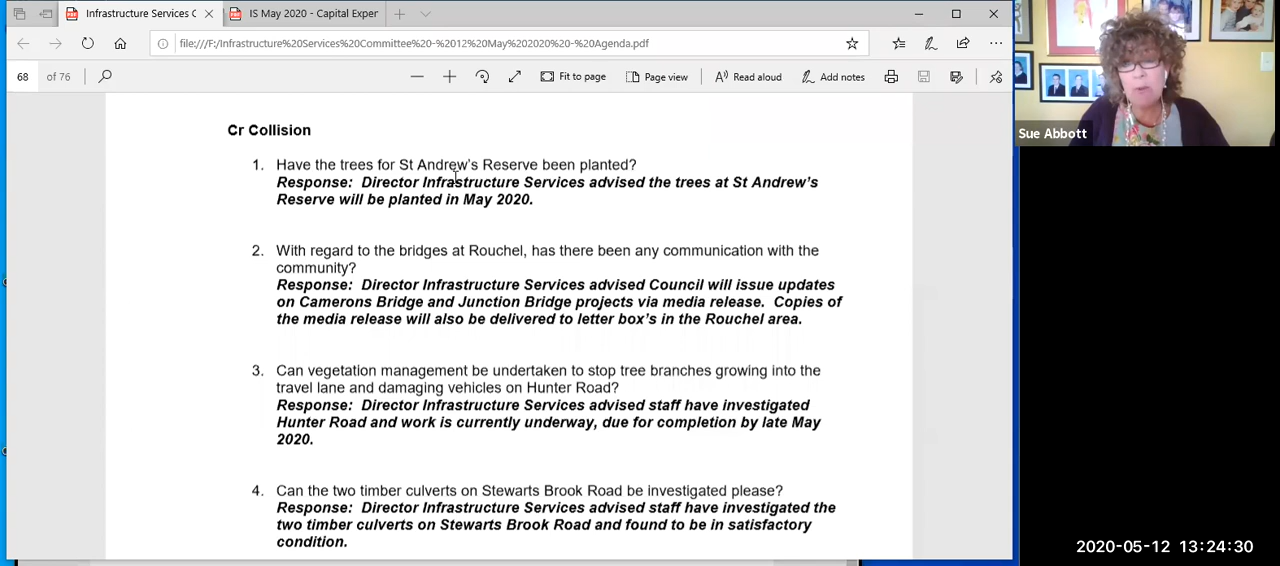 Infrastructure Services C
IS May 2020 - Capital Exper
file:///F:/Infrastructure%20Services%20Committee%20-%2012%20May%202020%20-%20Agenda.pdf
68 of 76
Fit to page
Page view
Read aloud
Add notes
Sue Abbott
Cr Collision
1. Have the trees for St Andrew's Reserve been planted?
Response: Director Infrastructure Services advised the trees at St Andrew's
Reserve will be planted in May 2020.
2. With regard to the bridges at Rouchel, has there been any communication with the
community?
Response: Director Infrastructure Services advised Council will issue updates
on Camerons Bridge and Junction Bridge projects via media release. Copies of
the media release will also be delivered to letter box's in the Rouchel area.
3. Can vegetation management be undertaken to stop tree branches growing into the
travel lane and damaging vehicles on Hunter Road?
Response: Director Infrastructure Services advised staff have investigated
Hunter Road and work is currently underway, due for completion by late May
2020.
4. Can the two timber culverts on Stewarts Brook Road be investigated please?
Response: Director Infrastructure Services advised staff have investigated the
two timber culverts on Stewarts Brook Road and found to be in satisfactory
condition.
2020-05-12 13:24:30